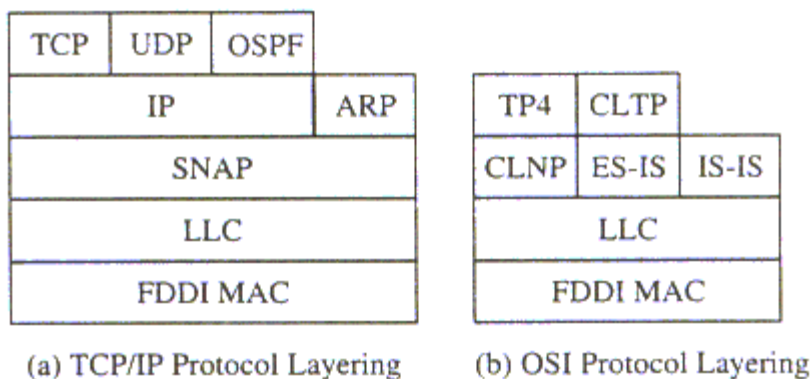 TCP UDP OSPF
IP ARP
SNAP
LLC
FDDI MAC
(a) TCP/IP Protocol Layering
TP4 CLTP
CLNP ES-IS IS-IS
LLC
FDDI MAC
(b) OSI Protocol Layering